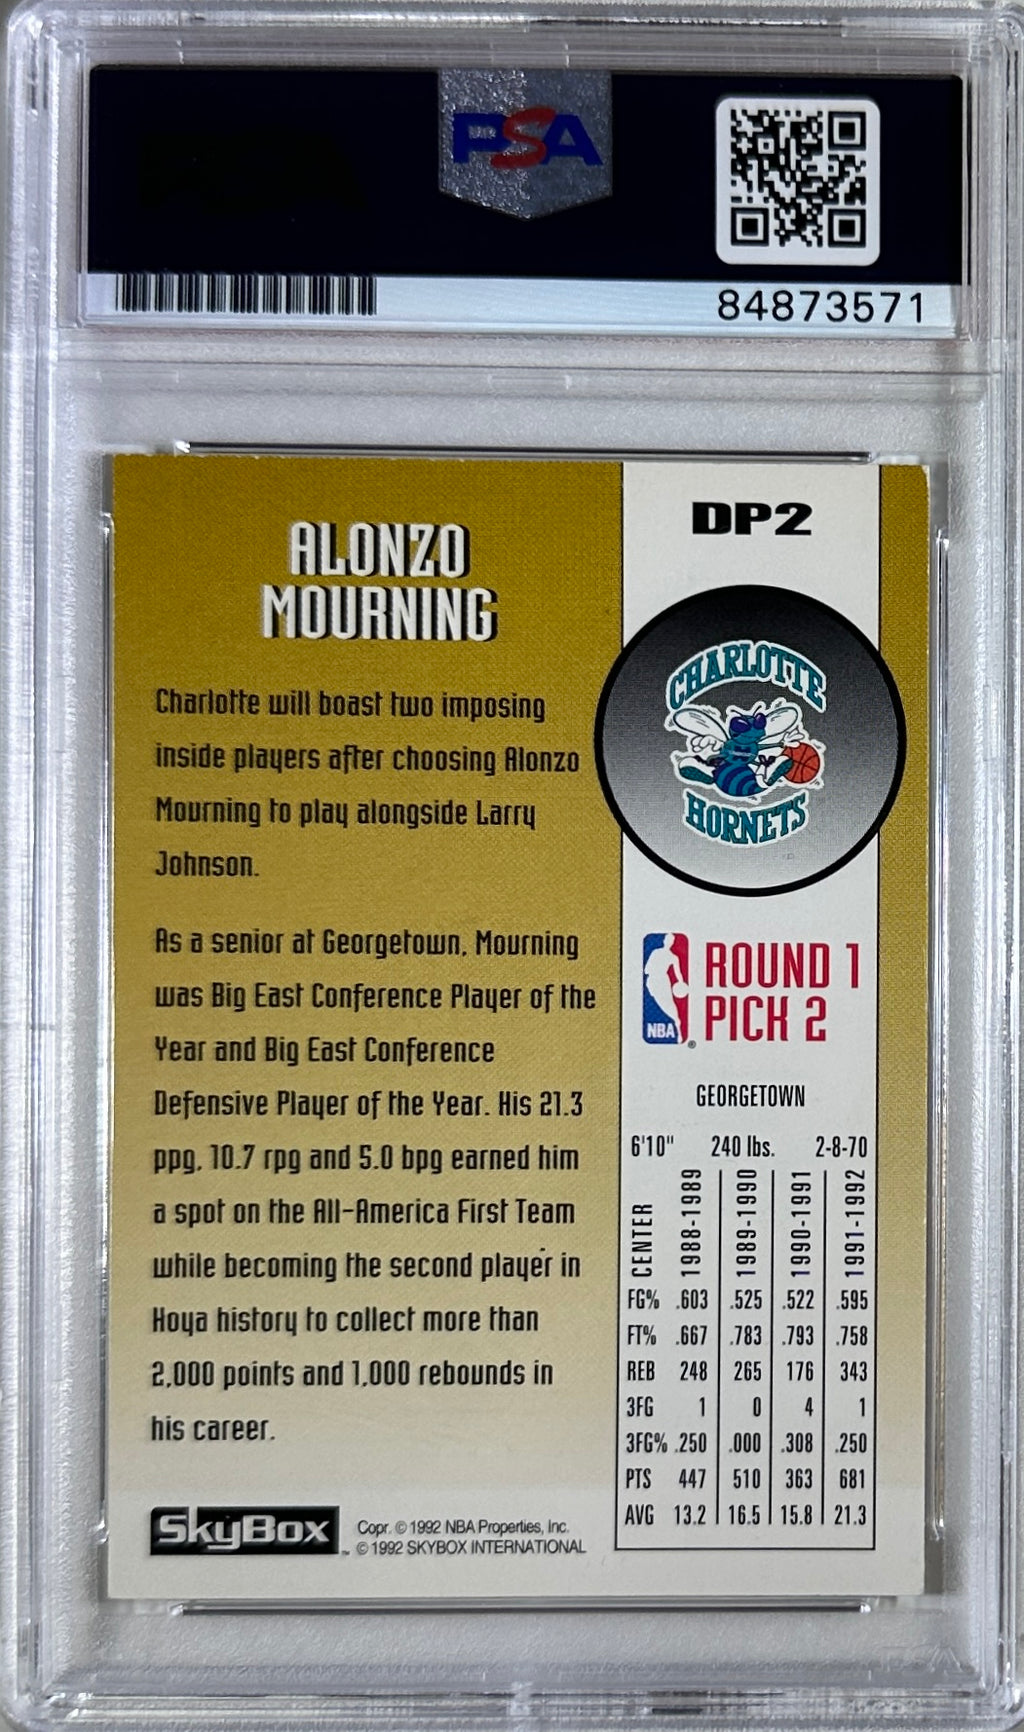 PSA
84873571
ALONZO
MOURNING
Charlotte will boast two imposing
inside players after choosing Alonzo
Mourning to play alongside Larry
Johnson.
As a senior at Georgetown, Mourning
was Big East Conference Player of the
Year and Big East Conference
Defensive Player of the Year. His 21.3
ppg, 10.7 rpg and 5.0 bpg earned him
a spot on the All-America First Team
while becoming the second player in
Hoya history to collect more than
2,000 points and 1,000 rebounds in
his career.
SkyBox™
Copr. © 1992 NBA Properties, Inc.
© 1992 SKYBOX INTERNATIONAL
DP2
CHARLOTTE
HORNETS
NBA®
ROUND 1
PICK 2
GEORGETOWN
6'10" 240 lbs. 2-8-70
CENTER 1988-1989 1989-1990 1990-1991 1991-1992
FG% .603 .525 .522 .595
FT% .667 .783 .793 .758
REB 248 265 176 343
3FG 1 0 4 1
3FG% .250 .000 .308 .250
PTS 447 510 363 681
AVG 13.2 16.5 15.8 21.3
PSA